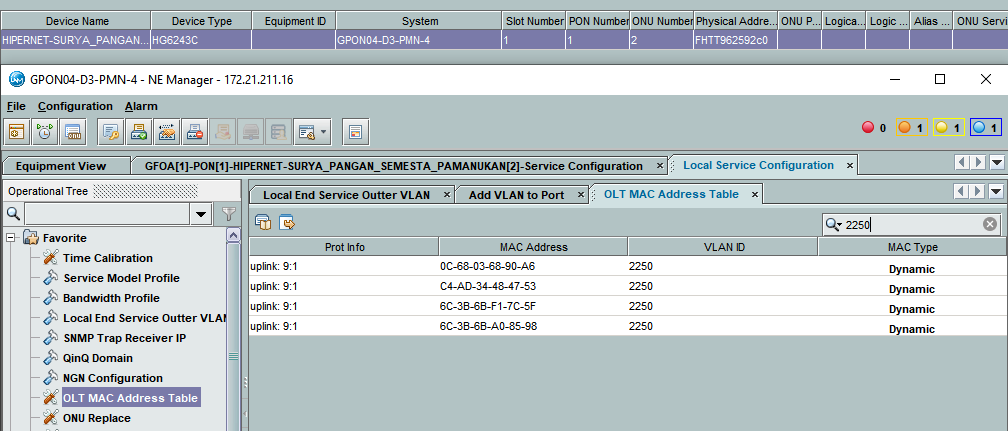 Device Name Device Type Equipment ID System Slot Number PON Number ONU Number Physical Addre... ONU P... Logica... Logic ... Alias ... ONU Servi
HIPERNET-SURYA_PANGAN... HG6243C GPON04-D3-PMN-4 1 1 2 FHTT962592c0
GPON04-D3-PMN-4 - NE Manager - 172.21.211.16
File Configuration Alarm
0 1 1 1
Equipment View GFOA[1]-PON[1]-HIPERNET-SURYA_PANGAN_SEMESTA_PAMANUKAN[2]-Service Configuration Local Service Configuration
Operational Tree
Local End Service Outter VLAN Add VLAN to Port OLT MAC Address Table
2250
Prot Info MAC Address VLAN ID MAC Type
uplink: 9:1 0C-68-03-68-90-A6 2250 Dynamic
uplink: 9:1 C4-AD-34-48-47-53 2250 Dynamic
uplink: 9:1 6C-3B-6B-F1-7C-5F 2250 Dynamic
uplink: 9:1 6C-3B-6B-A0-85-98 2250 Dynamic
Favorite
Time Calibration
Service Model Profile
Bandwidth Profile
Local End Service Outter VLAN
SNMP Trap Receiver IP
QinQ Domain
NGN Configuration
OLT MAC Address Table
ONU Replace